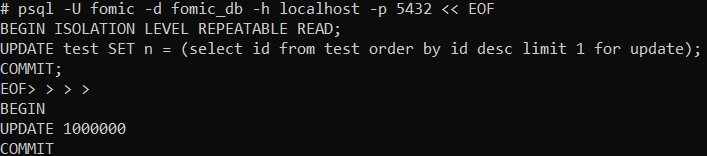 # psql -U fomic -d fomic_db -h localhost -p 5432 << EOF
BEGIN ISOLATION LEVEL REPEATABLE READ;
UPDATE test SET n = (select id from test order by id desc limit 1 for update);
COMMIT;
EOF> > > >
BEGIN
UPDATE 1000000
COMMIT